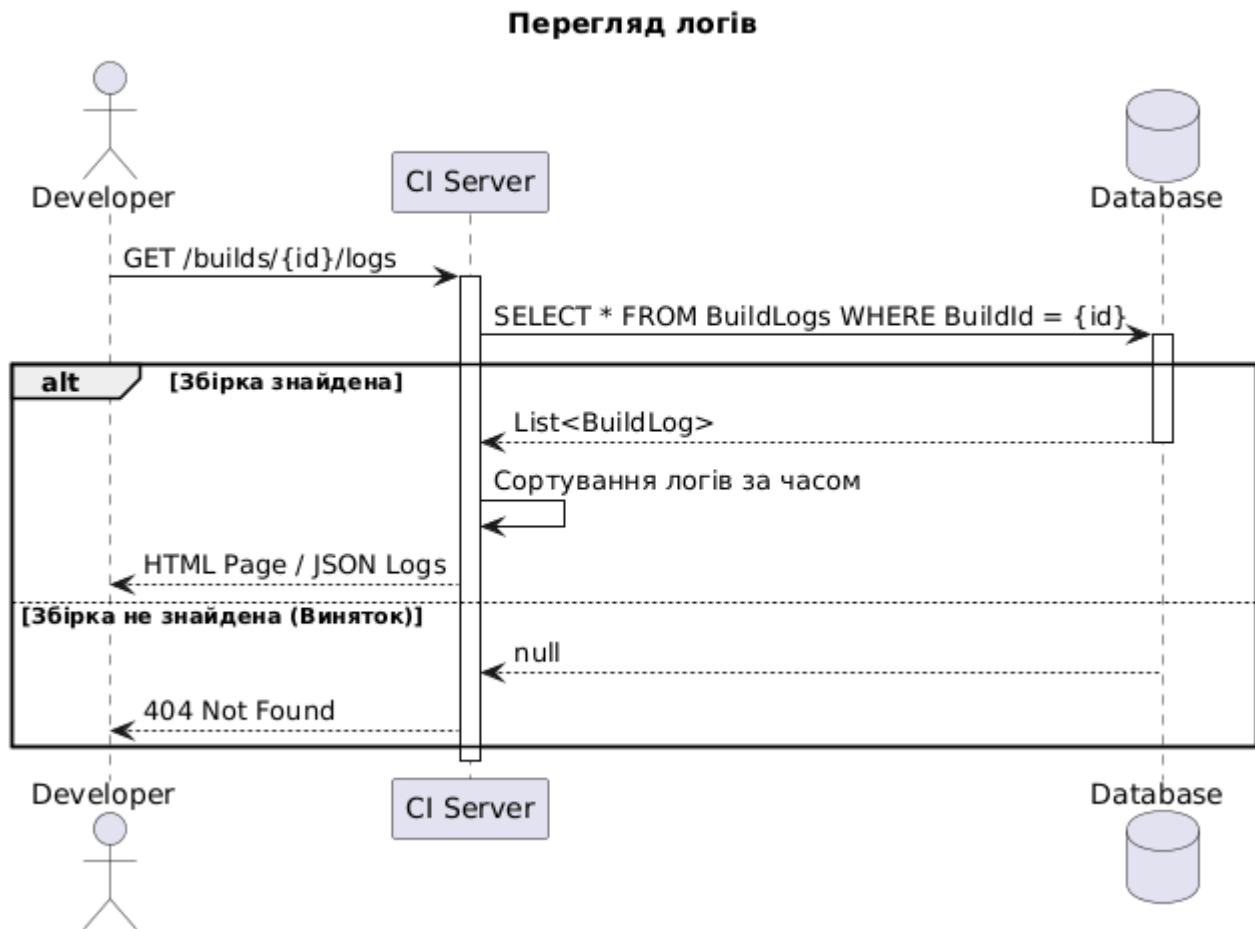 Перегляд логів
Developer
CI Server
Database
GET /builds/{id}/logs
SELECT * FROM BuildLogs WHERE BuildId = {id}
alt
[Збірка знайдена]
List<BuildLog>
Сортування логів за часом
HTML Page / JSON Logs
[Збірка не знайдена (Виняток)]
null
404 Not Found
Developer
CI Server
Database